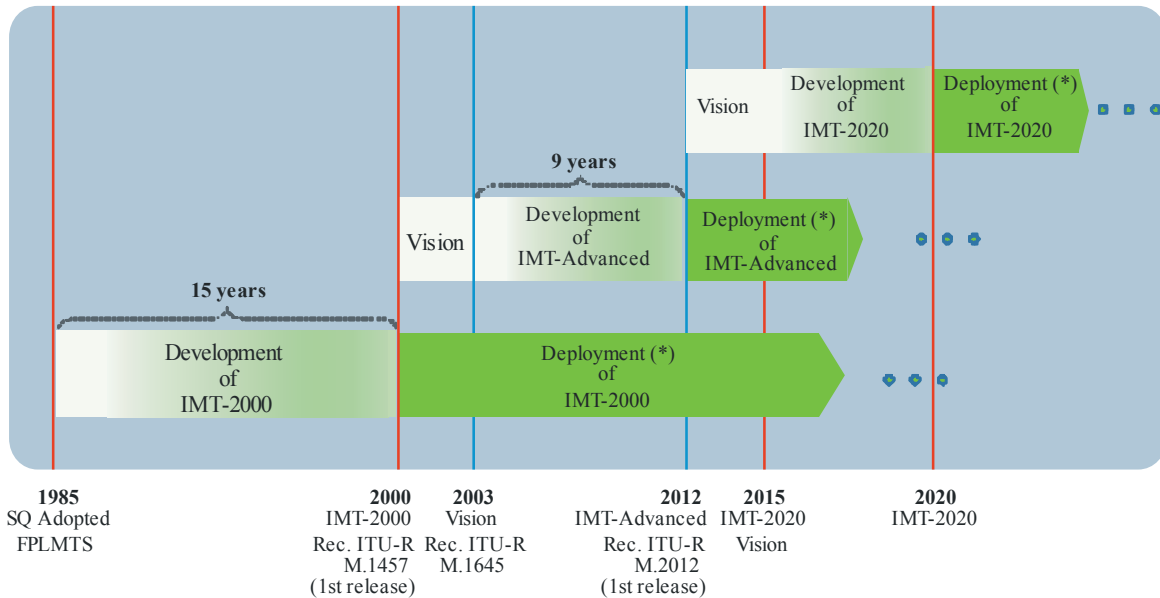 Vision
Development
of
IMT-2020
Deployment (*)
of
IMT-2020
9 years
Vision
Development
of
IMT-Advanced
Deployment (*)
of
IMT-Advanced
15 years
Development
of
IMT-2000
Deployment (*)
of
IMT-2000
1985
SQ Adopted
FPLMTS
2000
IMT-2000
Rec. ITU-R
M.1457
(1st release)
2003
Vision
Rec. ITU-R
M.1645
2012
IMT-Advanced
Rec. ITU-R
M.2012
(1st release)
2015
IMT-2020
Vision
2020
IMT-2020